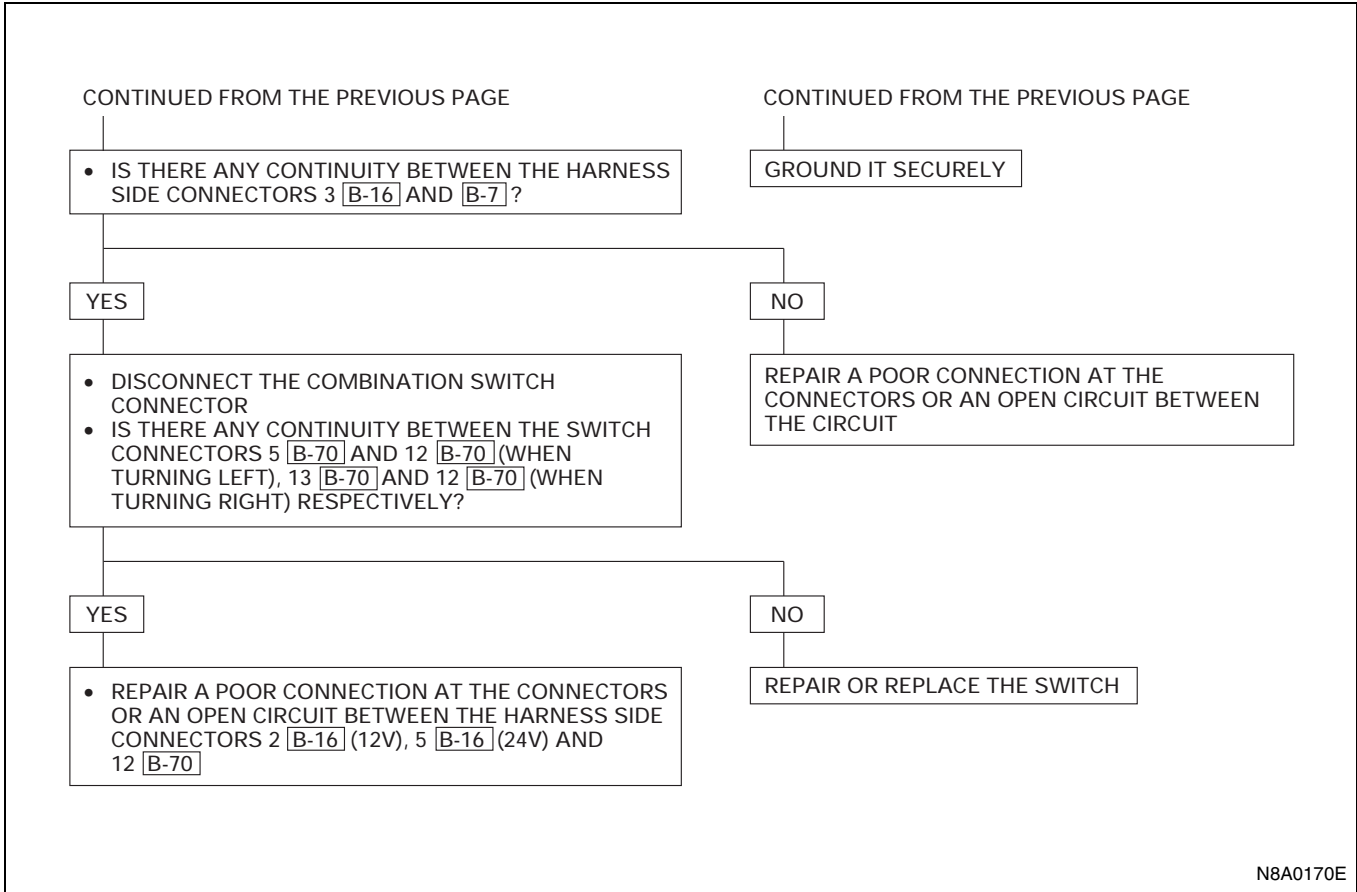 CONTINUED FROM THE PREVIOUS PAGE
CONTINUED FROM THE PREVIOUS PAGE
• IS THERE ANY CONTINUITY BETWEEN THE HARNESS
SIDE CONNECTORS 3 B-16 AND B-7 ?
GROUND IT SECURELY
YES
NO
• DISCONNECT THE COMBINATION SWITCH
CONNECTOR
• IS THERE ANY CONTINUITY BETWEEN THE SWITCH
CONNECTORS 5 B-70 AND 12 B-70 (WHEN
TURNING LEFT), 13 B-70 AND 12 B-70 (WHEN
TURNING RIGHT) RESPECTIVELY?
REPAIR A POOR CONNECTION AT THE
CONNECTORS OR AN OPEN CIRCUIT BETWEEN
THE CIRCUIT
YES
NO
• REPAIR A POOR CONNECTION AT THE CONNECTORS
OR AN OPEN CIRCUIT BETWEEN THE HARNESS SIDE
CONNECTORS 2 B-16 (12V), 5 B-16 (24V) AND
12 B-70
REPAIR OR REPLACE THE SWITCH
N8A0170E